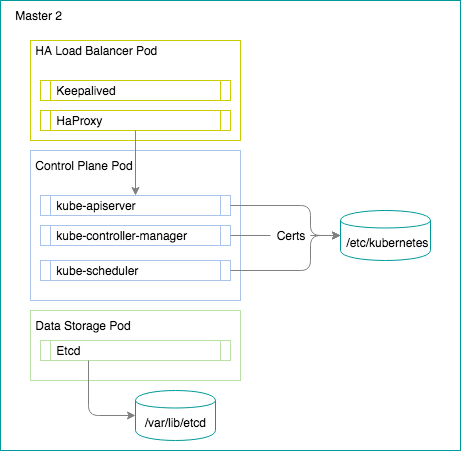 Master 2
HA Load Balancer Pod
Keepalived
HaProxy
Control Plane Pod
kube-apiserver
kube-controller-manager
Certs
/etc/kubernetes
kube-scheduler
Data Storage Pod
Etcd
/var/lib/etcd